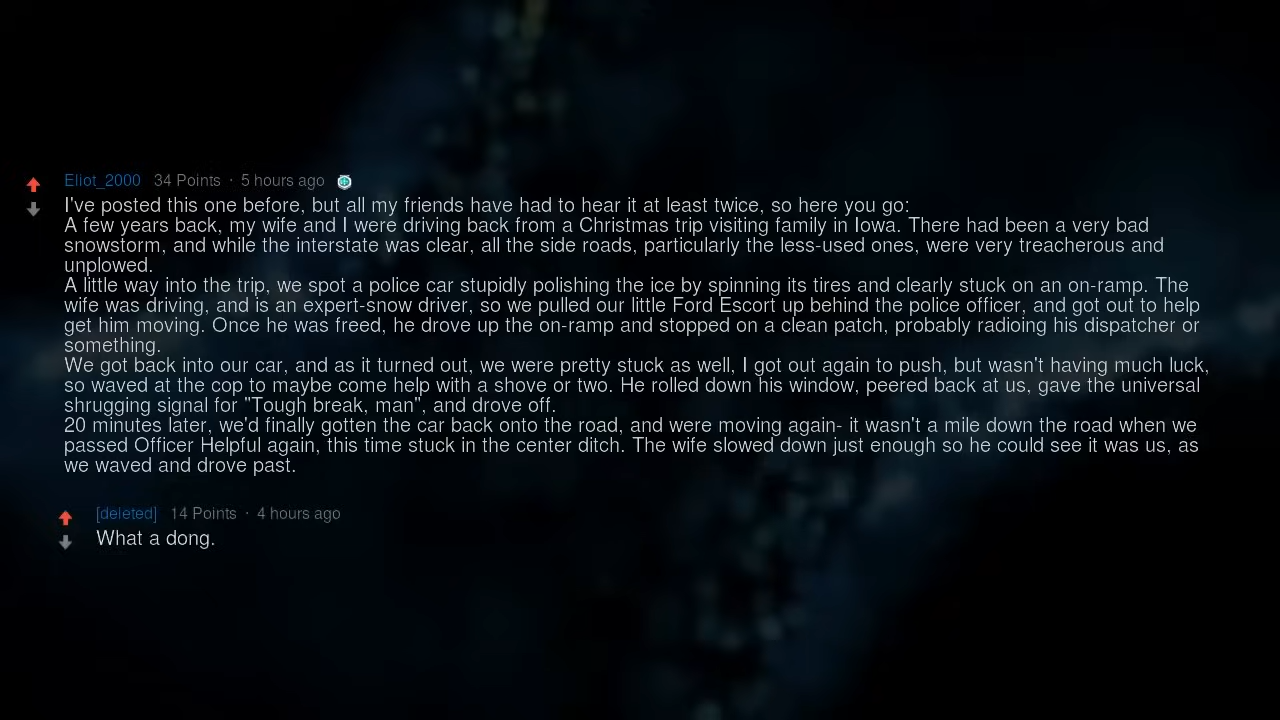 Eliot_2000 34 Points · 5 hours ago
I've posted this one before, but all my friends have had to hear it at least twice, so here you go:
A few years back, my wife and I were driving back from a Christmas trip visiting family in Iowa. There had been a very bad
snowstorm, and while the interstate was clear, all the side roads, particularly the less-used ones, were very treacherous and
unplowed.
A little way into the trip, we spot a police car stupidly polishing the ice by spinning its tires and clearly stuck on an on-ramp. The
wife was driving, and is an expert-snow driver, so we pulled our little Ford Escort up behind the police officer, and got out to help
get him moving. Once he was freed, he drove up the on-ramp and stopped on a clean patch, probably radioing his dispatcher or
something.
We got back into our car, and as it turned out, we were pretty stuck as well, I got out again to push, but wasn't having much luck,
so waved at the cop to maybe come help with a shove or two. He rolled down his window, peered back at us, gave the universal
shrugging signal for "Tough break, man", and drove off.
20 minutes later, we'd finally gotten the car back onto the road, and were moving again- it wasn't a mile down the road when we
passed Officer Helpful again, this time stuck in the center ditch. The wife slowed down just enough so he could see it was us, as
we waved and drove past.
[deleted] 14 Points · 4 hours ago
What a dong.